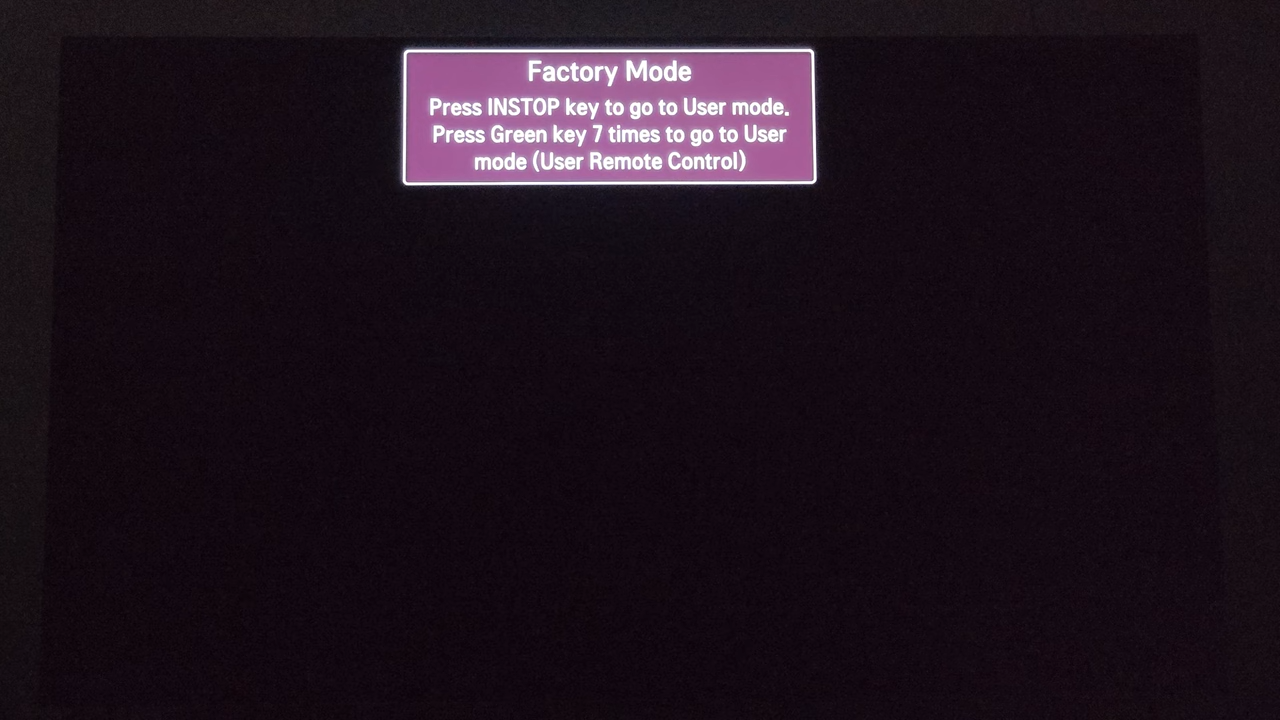 Factory Mode
Press INSTOP key to go to User mode.
Press Green key 7 times to go to User
mode (User Remote Control)